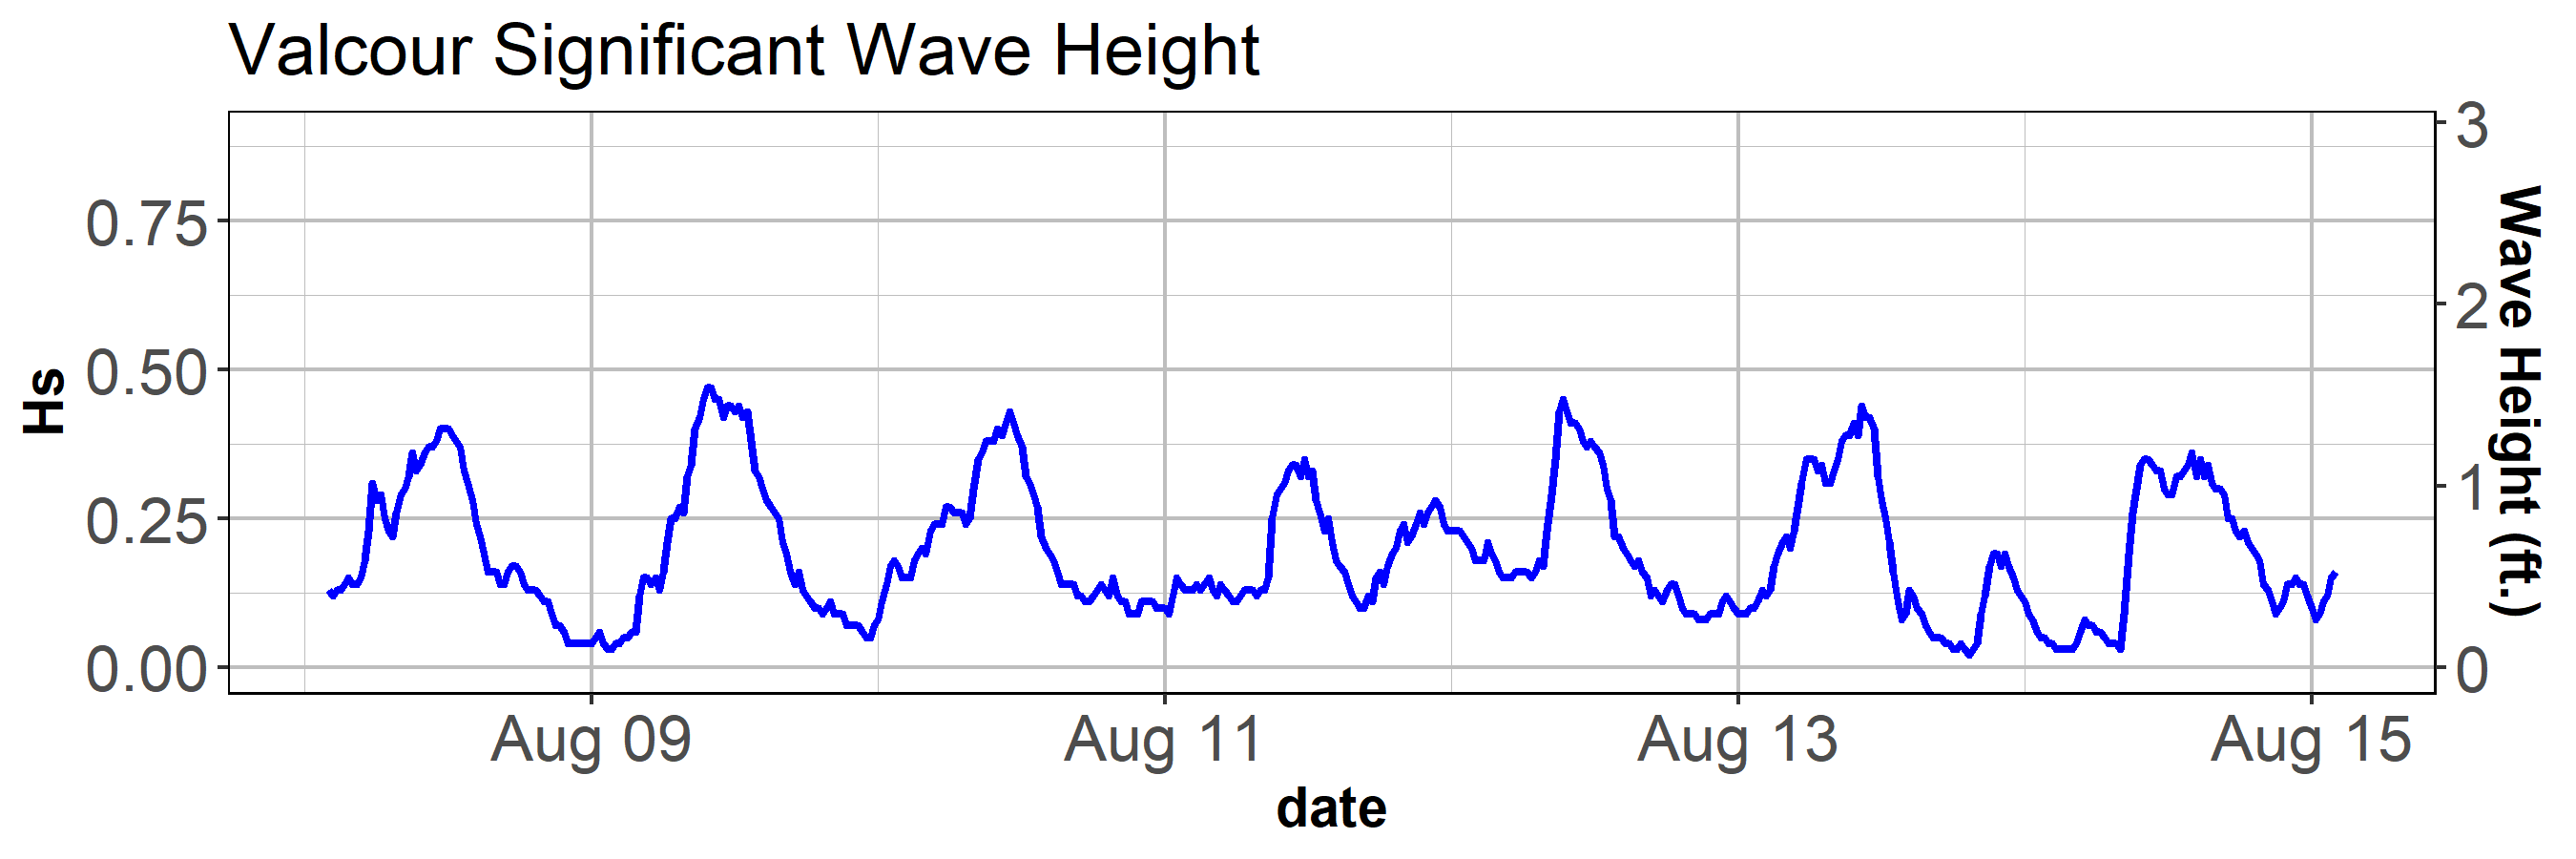 Valcour Significant Wave Height
Hs
0.75
0.50
0.25
0.00
3
2
1
0
Wave Height (ft.)
Aug 09
Aug 11
Aug 13
Aug 15
date